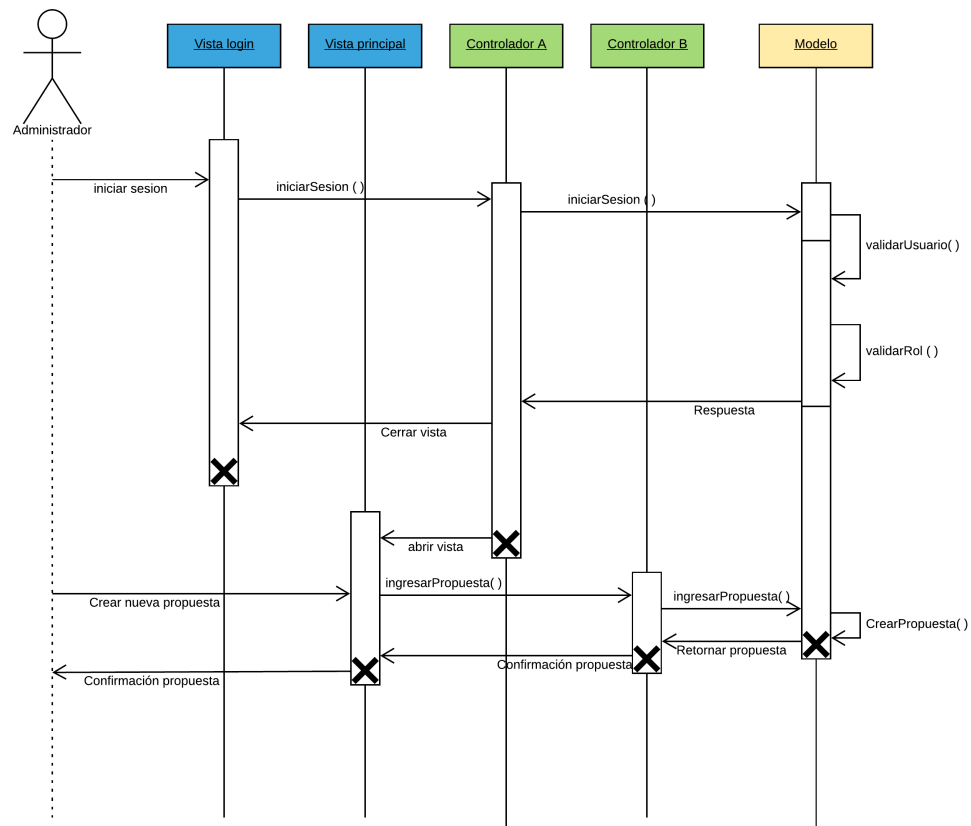 Vista login
Vista principal
Controlador A
Controlador B
Modelo
Administrador
iniciar sesion
iniciarSesion ( )
iniciarSesion ( )
validarUsuario( )
validarRol ( )
Respuesta
Cerrar vista
abrir vista
ingresarPropuesta( )
ingresarPropuesta( )
Crear nueva propuesta
CrearPropuesta( )
Retornar propuesta
Confirmación propuesta
Confirmación propuesta